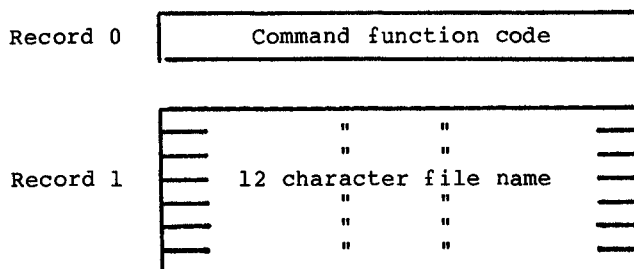 Record 0 Command function code
" "
" "
Record 1 12 character file name
" "
" "
" "